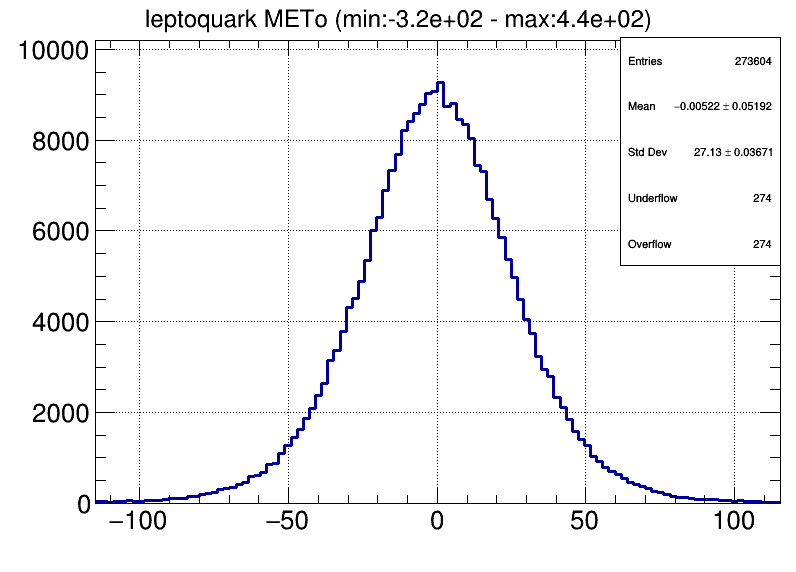 leptoquark METo (min:-3.2e+02 - max:4.4e+02)
10000
8000
6000
4000
2000
0
−100
−50
0
50
100
Entries 273604
Mean −0.00522 ± 0.05192
Std Dev 27.13 ± 0.03671
Underflow 274
Overflow 274